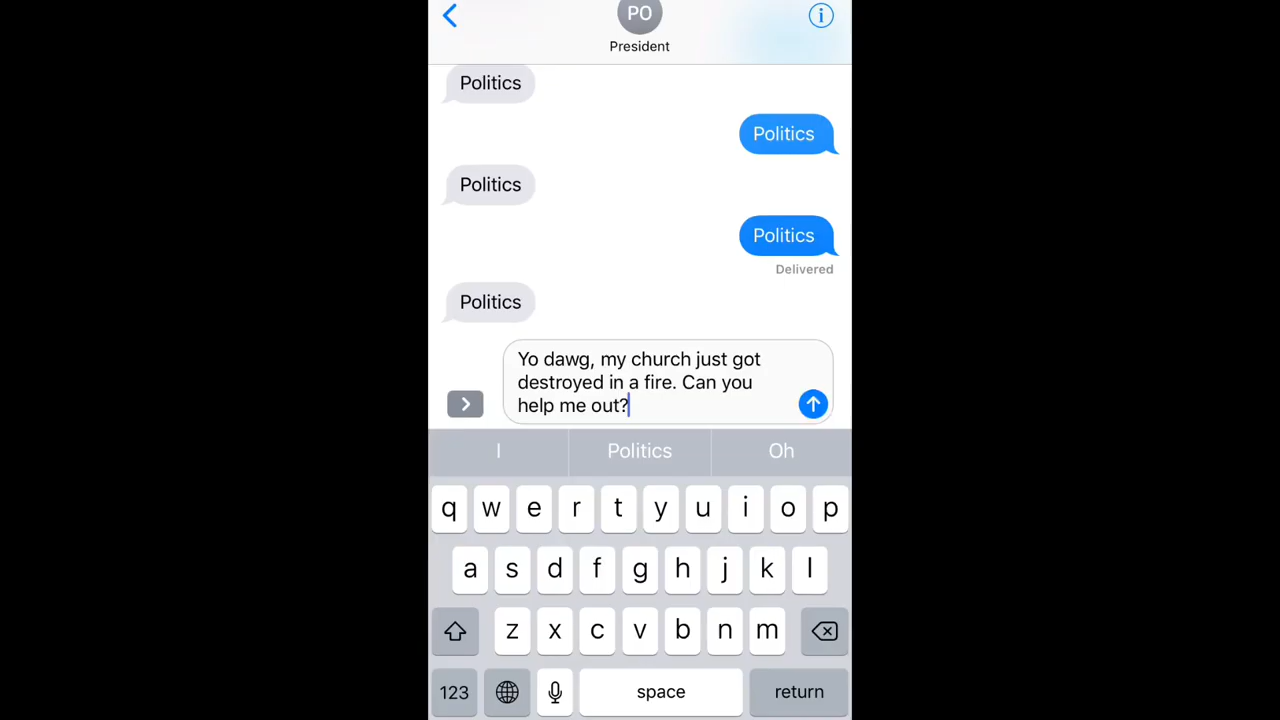 PO
President
Politics
Politics
Politics
Politics
Delivered
Politics
Yo dawg, my church just got
destroyed in a fire. Can you
help me out?
I Politics Oh
q w e r t y u i o p
a s d f g h j k l
z x c v b n m
123 space return